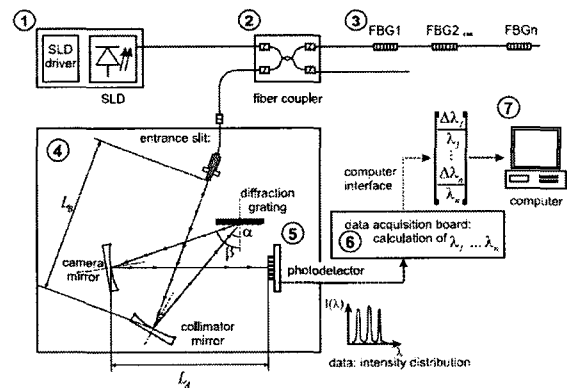 1
2
3
FBG1
FBG2
FBGn
SLD
driver
SLD
fiber coupler
7
4
entrance slit
Δλ₁
λ₁
⋮
Δλₙ
λₙ
computer
interface
computer
diffraction
grating
α
β
5
camera
mirror
photodetector
6
data acquisition board:
calculation of λ₁ ... λₙ
collimator
mirror
I(λ)
λ
data: intensity distribution